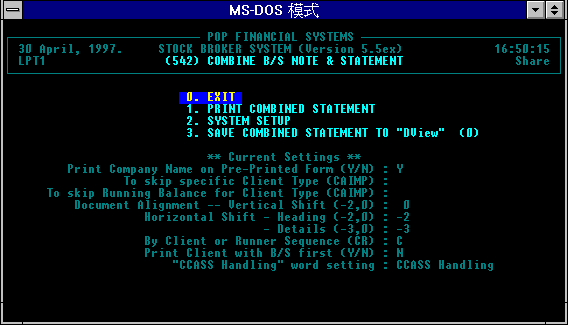 MS-DOS 模式
POP FINANCIAL SYSTEMS
30 April, 1997. STOCK BROKER SYSTEM (Version 5.5ex) 16:50:15
LPT1 (542) COMBINE B/S NOTE & STATEMENT Share
0. EXIT
1. PRINT COMBINED STATEMENT
2. SYSTEM SETUP
3. SAVE COMBINED STATEMENT TO "DView" (0)
** Current Settings **
Print Company Name on Pre-Printed Form (Y/N) : Y
To skip specific Client Type (CAIMP) :
To skip Running Balance for Client Type (CAIMP) :
Document Alignment -- Vertical Shift (-2,0) : 0
Horizontal Shift - Heading (-2,0) : -2
- Details (-3,0) : -3
By Client or Runner Sequence (CR) : C
Print Client with B/S first (Y/N) : N
"CCASS Handling" word setting : CCASS Handling